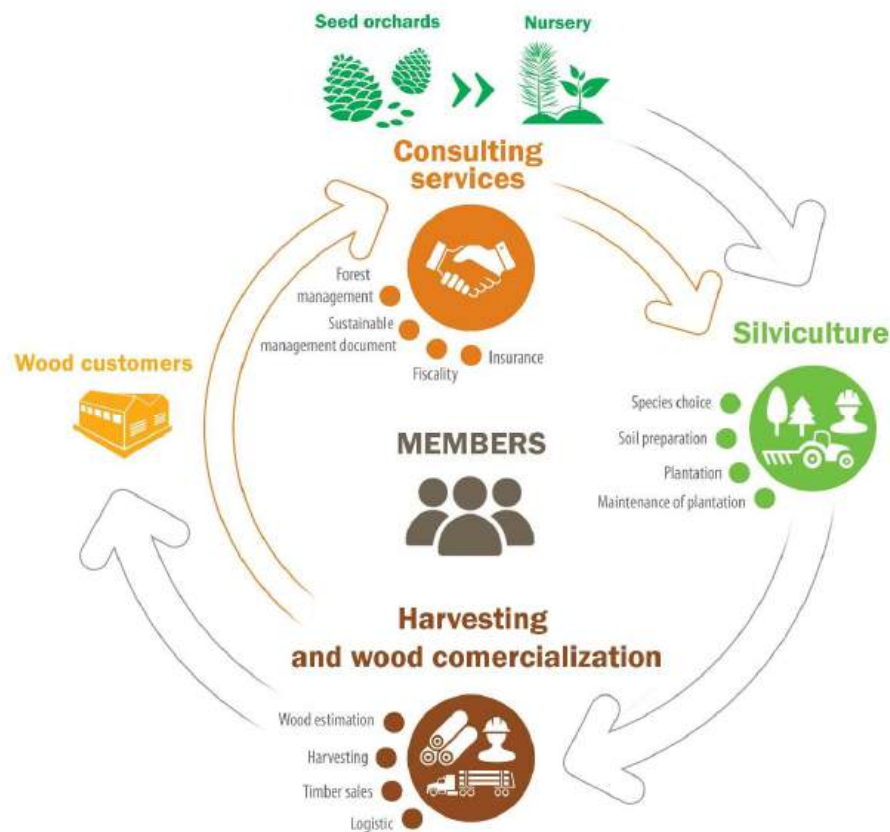 Seed orchards
Nursery
Consulting
services
Forest
management
Sustainable
management document
Fiscality
Insurance
Wood customers
Silviculture
Species choice
Soil preparation
Plantation
Maintenance of plantation
MEMBERS
Harvesting
and wood comercialization
Wood estimation
Harvesting
Timber sales
Logistic